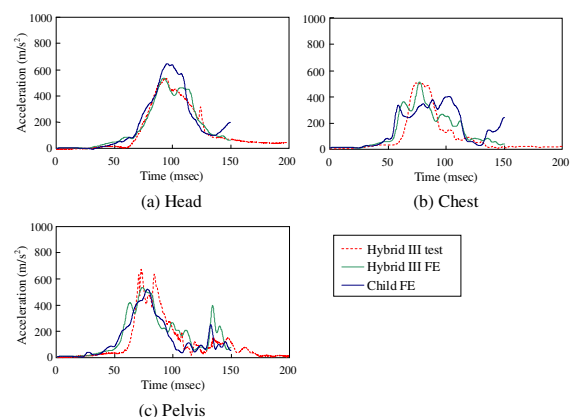 1000
800
600
400
200
0
Acceleration (m/s²)
0 50 100 150 200
Time (msec)
(a) Head
1000
800
600
400
200
0
Acceleration (m/s²)
0 50 100 150 200
Time (msec)
(b) Chest
1000
800
600
400
200
0
Acceleration (m/s²)
0 50 100 150 200
Time (msec)
(c) Pelvis
Hybrid III test
Hybrid III FE
Child FE